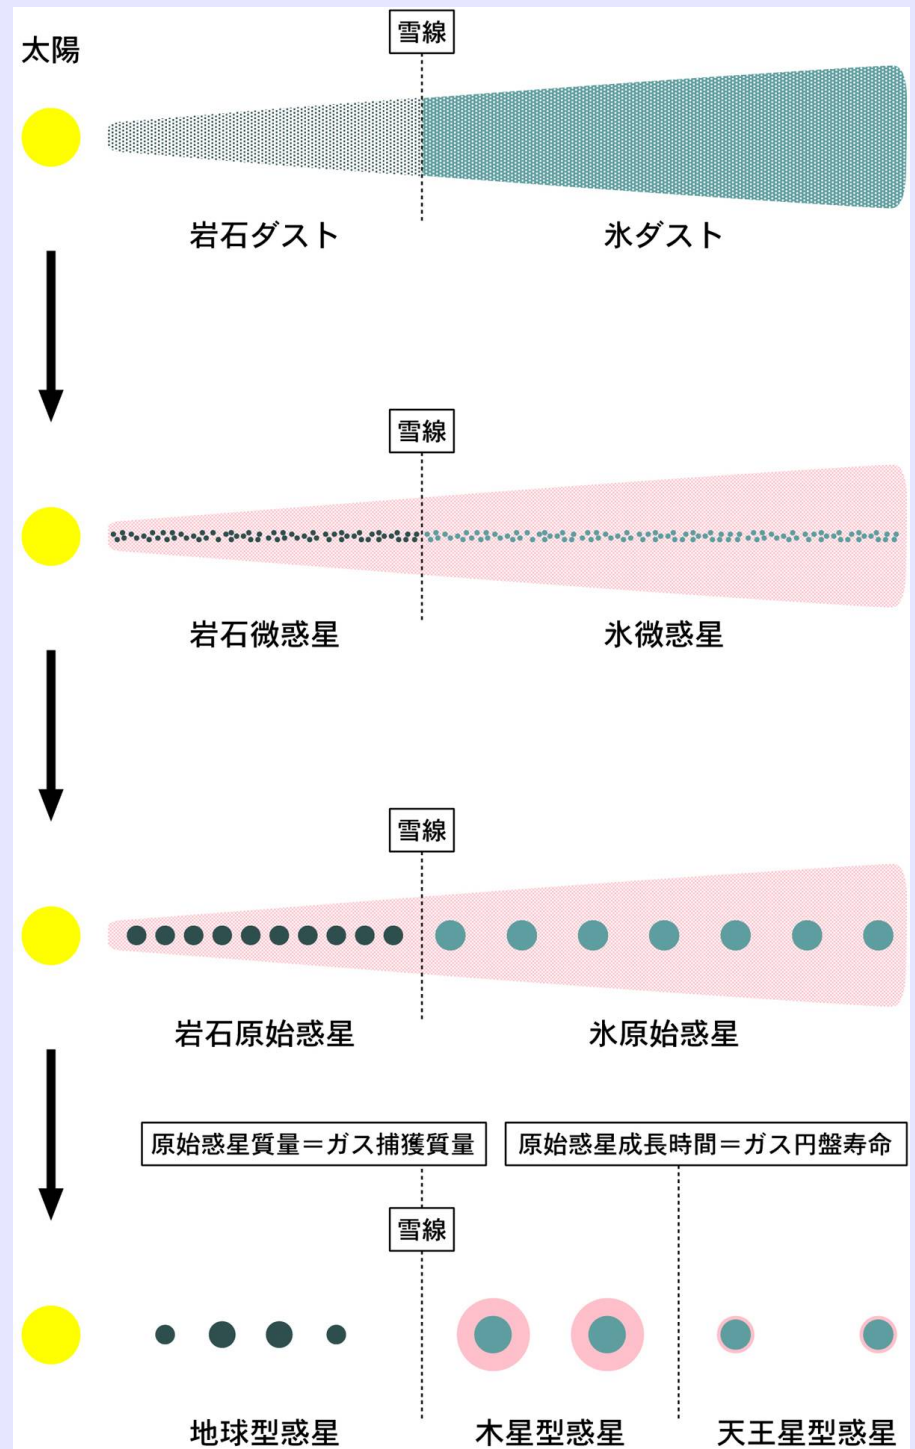 太陽
雪線
岩石ダスト
氷ダスト
雪線
岩石微惑星
氷微惑星
雪線
岩石原始惑星
氷原始惑星
原始惑星質量＝ガス捕獲質量
原始惑星成長時間＝ガス円盤寿命
雪線
地球型惑星
木星型惑星
天王星型惑星